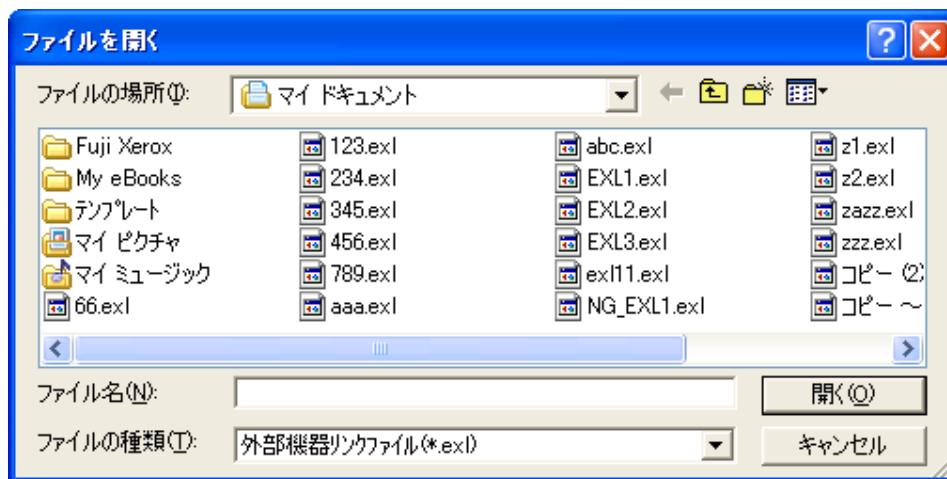 ファイルを開く
ファイルの場所(I):
マイ ドキュメント
Fuji Xerox
My eBooks
テンプレート
マイ ピクチャ
マイ ミュージック
66.exl
123.exl
234.exl
345.exl
456.exl
789.exl
aaa.exl
abc.exl
EXL1.exl
EXL2.exl
EXL3.exl
exl11.exl
NG_EXL1.exl
z1.exl
z2.exl
zazz.exl
zzz.exl
コピー (2)
コピー ~
ファイル名(N):
開く(O)
ファイルの種類(T):
外部機器リンクファイル(*.exl)
キャンセル